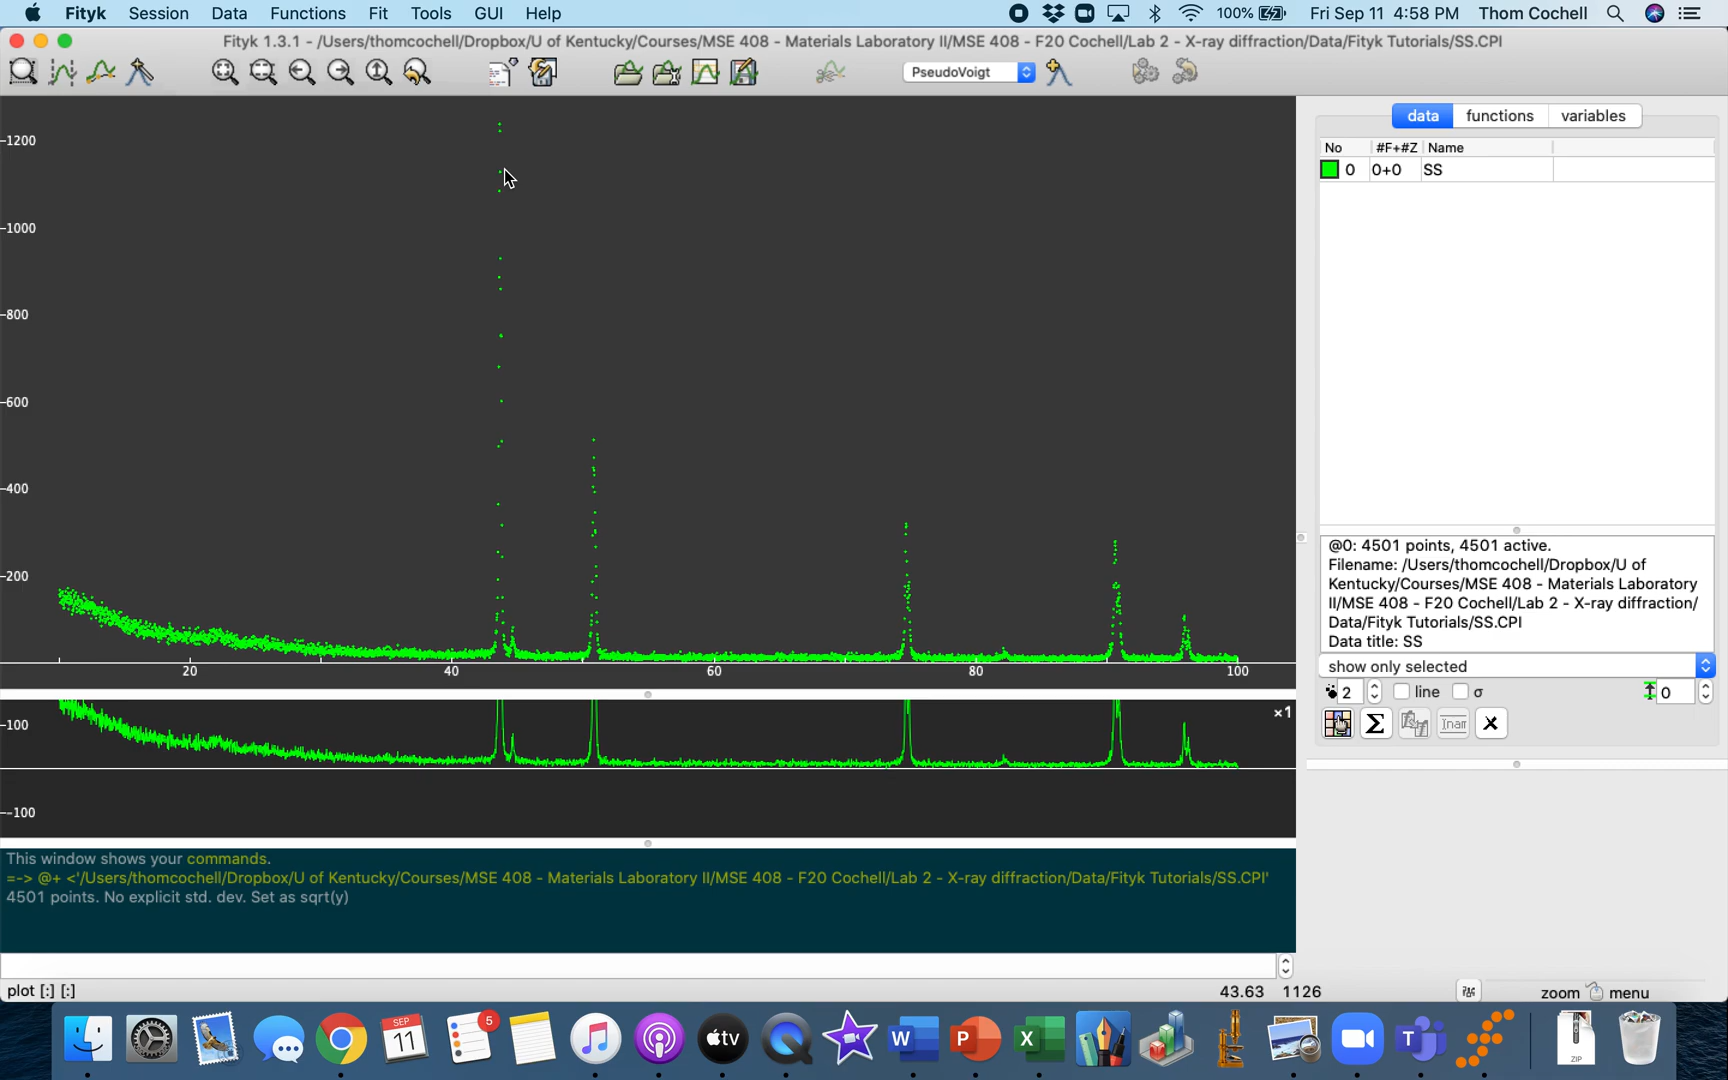 Fityk Session Data Functions Fit Tools GUI Help 100% Fri Sep 11 4:58 PM Thom Cochell
Fityk 1.3.1 - /Users/thomcochell/Dropbox/U of Kentucky/Courses/MSE 408 - Materials Laboratory II/MSE 408 - F20 Cochell/Lab 2 - X-ray diffraction/Data/Fityk Tutorials/SS.CPI
PseudoVoigt
data functions variables
No #F+#Z Name
0 0+0 SS
1200
1000
800
600
400
200
20 40 60 80 100
@0: 4501 points, 4501 active.
Filename: /Users/thomcochell/Dropbox/U of
Kentucky/Courses/MSE 408 - Materials Laboratory
II/MSE 408 - F20 Cochell/Lab 2 - X-ray diffraction/
Data/Fityk Tutorials/SS.CPI
Data title: SS
show only selected
2 line σ 0
Σ x
×1
100
-100
This window shows your commands.
=-> @+ <'/Users/thomcochell/Dropbox/U of Kentucky/Courses/MSE 408 - Materials Laboratory II/MSE 408 - F20 Cochell/Lab 2 - X-ray diffraction/Data/Fityk Tutorials/SS.CPI'
4501 points. No explicit std. dev. Set as sqrt(y)
plot [:] [:] 43.63 1126 zoom menu
5
SEP
11
tv
W P X T
ZIP